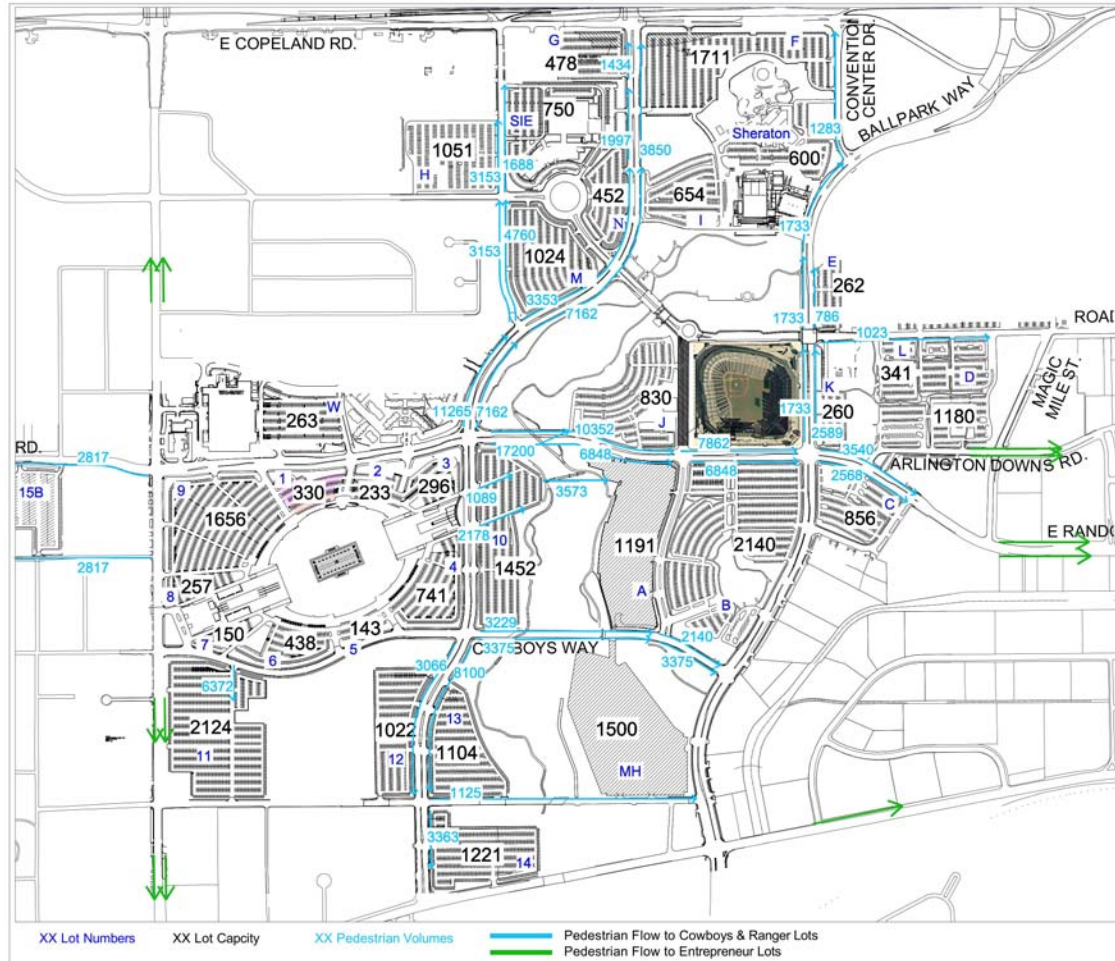 E COPELAND RD.
G
478
1434
1711
F
CONVENTION
CENTER DR.
BALLPARK WAY
SIE
750
1051
H
1688
3153
1997
3850
Sheraton
600
1283
452
N
654
I
1733
4760
3153
1024
M
3353
7162
E
262
1733
786
1023
ROAD
L
341
D
MAGIC
MILE ST.
1180
W
263
11265
7162
830
J
10352
17200
6848
7862
6848
1733
K
260
2589
3540
ARLINGTON DOWNS RD.
2568
RD.
2817
15B
9
1
330
2
233
3
296
1656
1089
3573
2178
10
1452
1191
A
2140
B
856
C
E RANDO
2817
257
8
4
741
150
7
438
6
143
5
3229
COWBOYS WAY
3375
2140
3375
3066
8100
6372
2124
11
1022
12
13
1104
1500
MH
1125
3363
1221
14
XX Lot Numbers
XX Lot Capcity
XX Pedestrian Volumes
Pedestrian Flow to Cowboys & Ranger Lots
Pedestrian Flow to Entrepreneur Lots